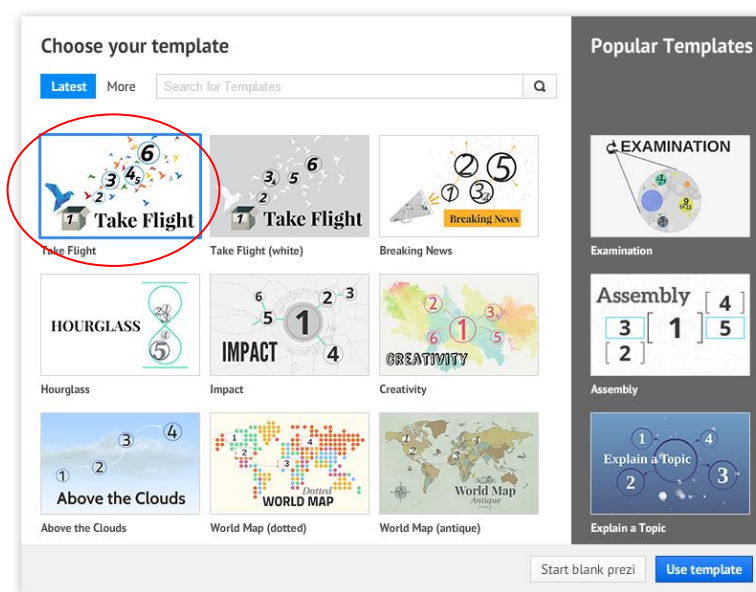 Choose your template
Popular Templates
Latest More Search for Templates
6
3 4 5
2
1 Take Flight
Take Flight
6
3 4 5
2
1 Take Flight
Take Flight (white)
2 5
1 3 4
Breaking News
Breaking News
EXAMINATION
Examination
HOURGLASS
5
Hourglass
6 2 3
5 1
IMPACT 4
Impact
2 3
1
6 5
CREATIVITY
Creativity
Assembly
4
3 1 5
2
Assembly
4
3
2
1
Above the Clouds
Above the Clouds
1 4
2
3
Dotted
WORLD MAP
World Map (dotted)
1 4
2 3
World Map
Antique
World Map (antique)
1 4
Explain a Topic
2 3
Explain a Topic
Start blank prezi Use template